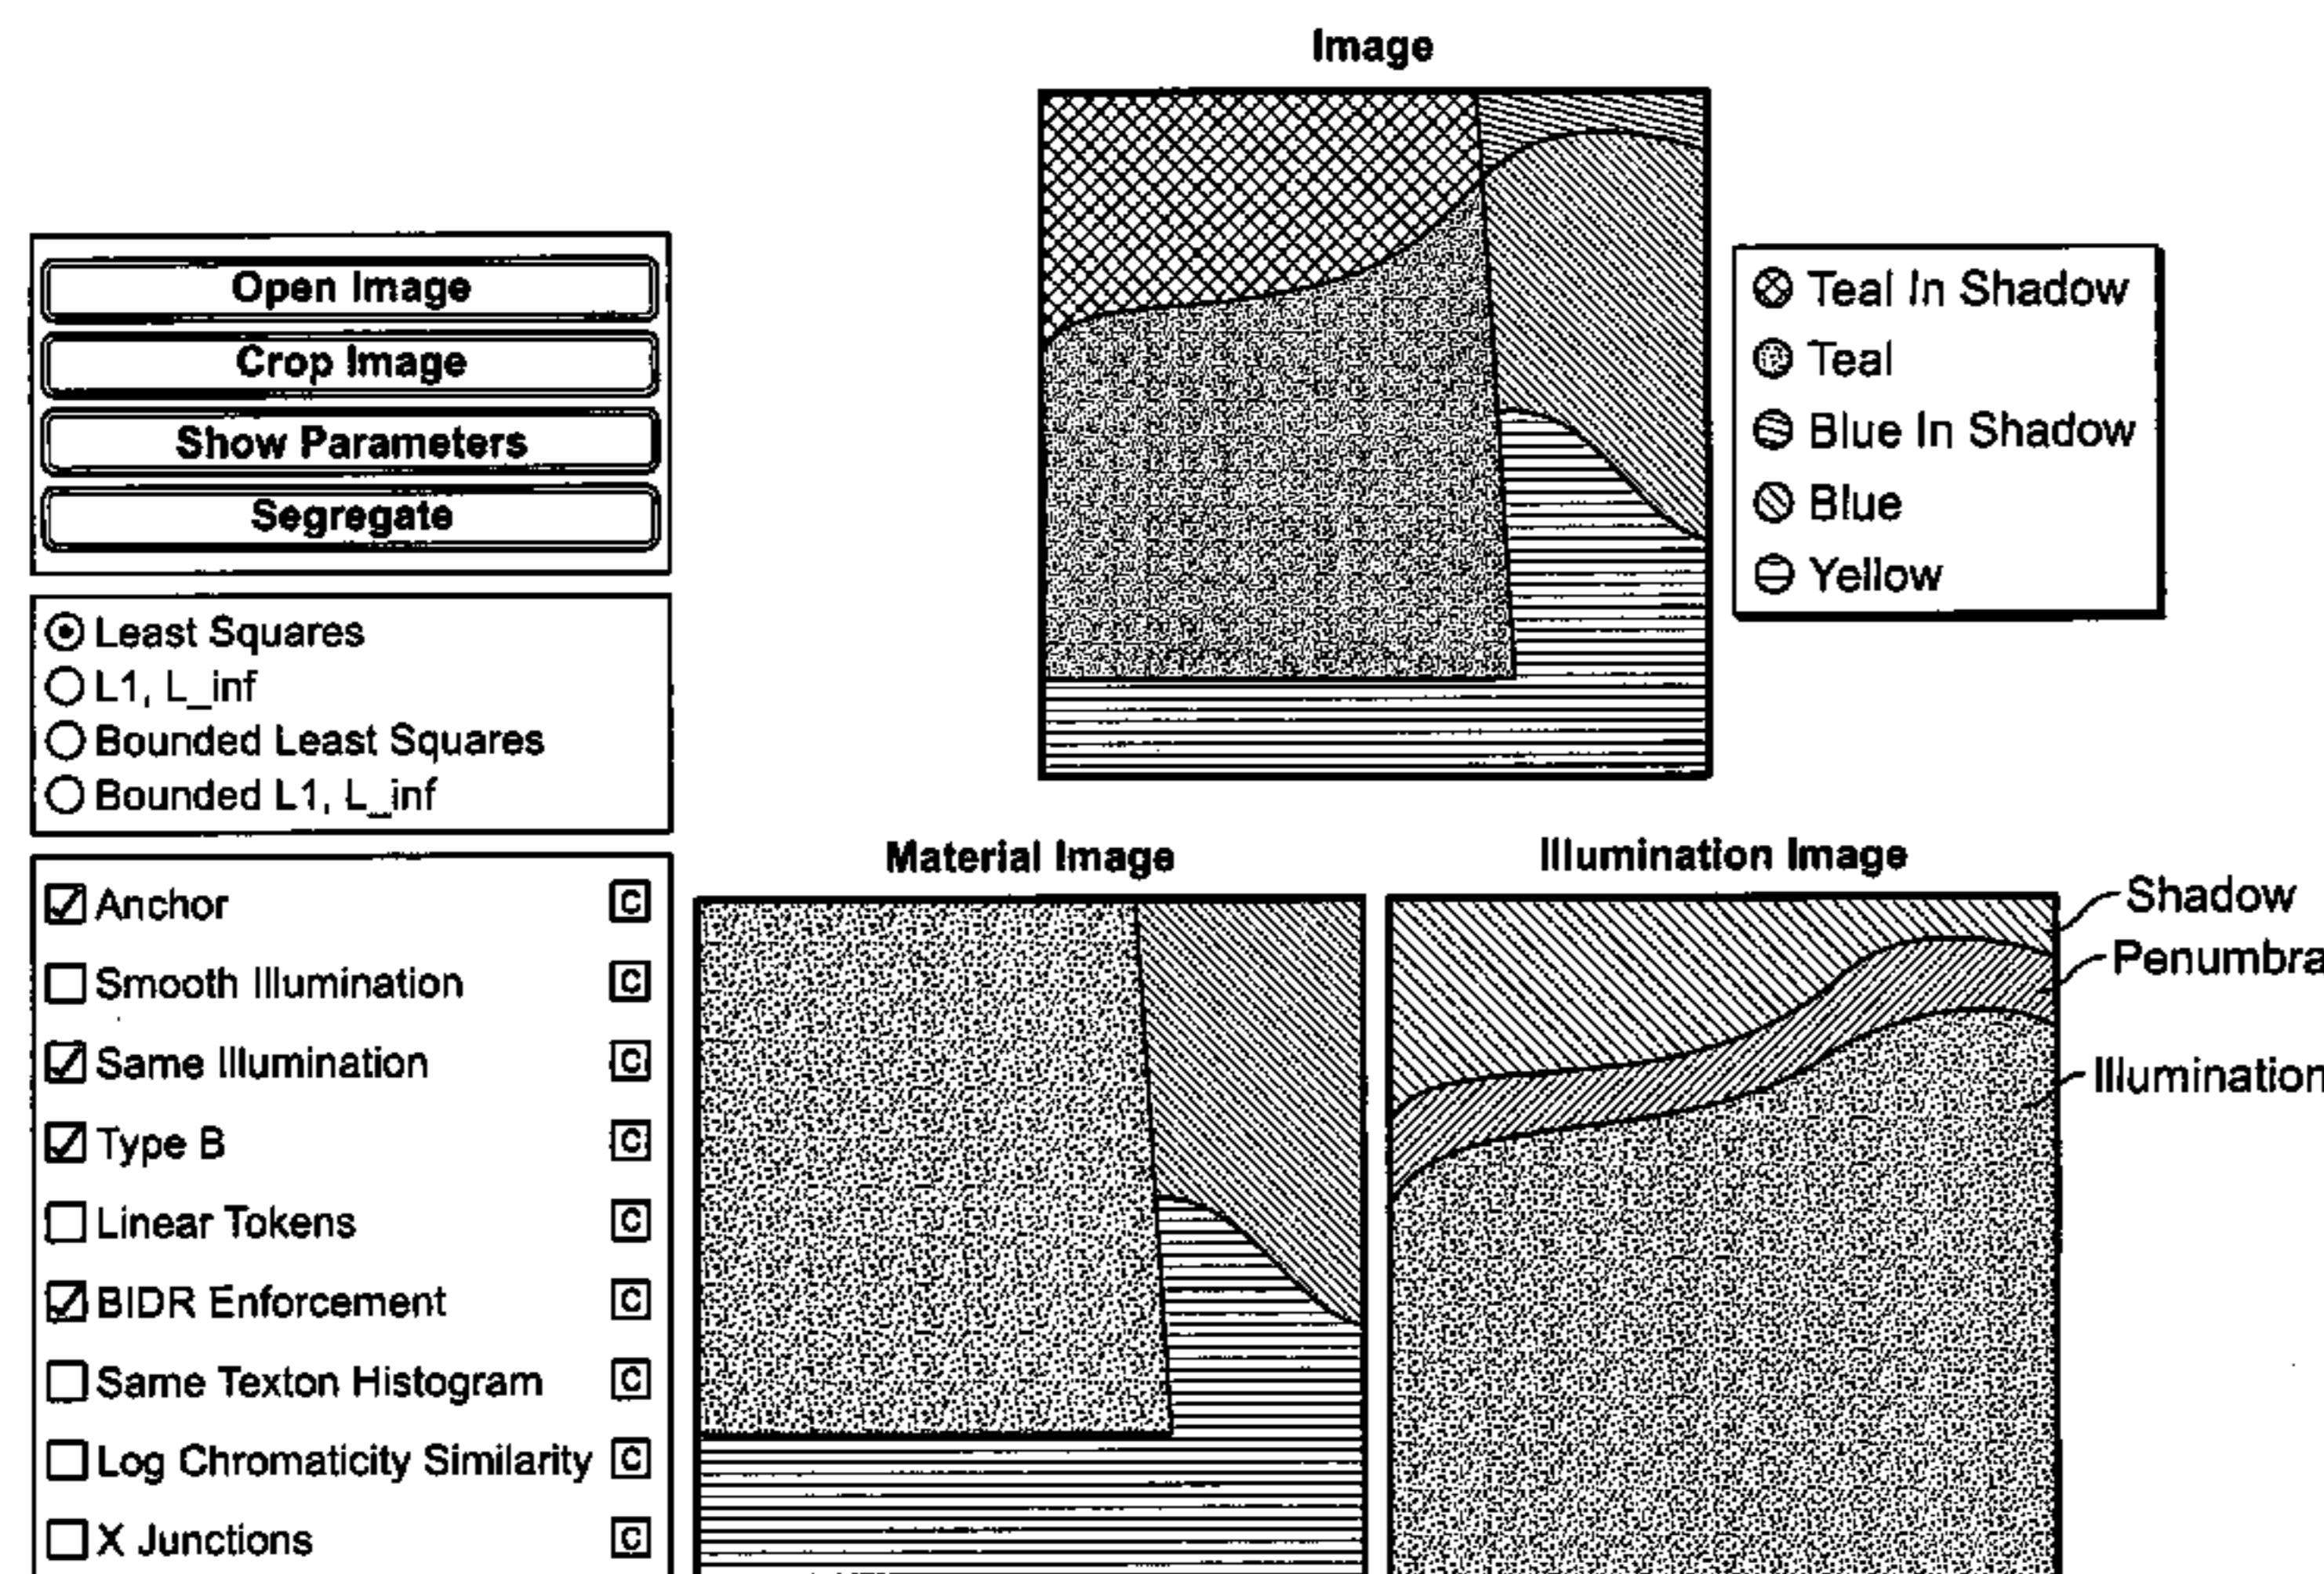 Image
Open Image
Crop Image
Show Parameters
Segregate
Teal In Shadow
Teal
Blue In Shadow
Blue
Yellow
Least Squares
L1, L_inf
Bounded Least Squares
Bounded L1, L_inf
Material Image
Illumination Image
Shadow
Penumbra
Illumination
Anchor C
Smooth Illumination C
Same Illumination C
Type B C
Linear Tokens C
BIDR Enforcement C
Same Texton Histogram C
Log Chromaticity Similarity C
X Junctions C